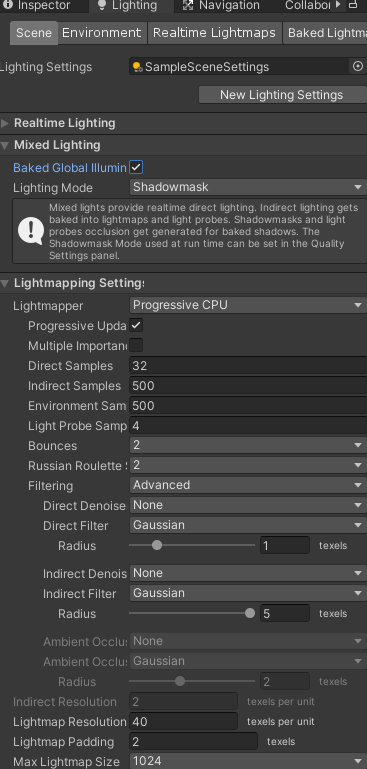 Inspector Lighting Navigation Collabor
Scene Environment Realtime Lightmaps Baked Lightma
Lighting Settings SampleSceneSettings
New Lighting Settings
Realtime Lighting
Mixed Lighting
Baked Global Illumin
Lighting Mode Shadowmask
Mixed lights provide realtime direct lighting. Indirect lighting gets
baked into lightmaps and light probes. Shadowmasks and light
probes occlusion get generated for baked shadows. The
Shadowmask Mode used at run time can be set in the Quality
Settings panel.
Lightmapping Settings
Lightmapper Progressive CPU
Progressive Upda
Multiple Importanc
Direct Samples 32
Indirect Samples 500
Environment Sam 500
Light Probe Samp 4
Bounces 2
Russian Roulette S 2
Filtering Advanced
Direct Denoise None
Direct Filter Gaussian
Radius 1 texels
Indirect Denois None
Indirect Filter Gaussian
Radius 5 texels
Ambient Occlus None
Ambient Occlus Gaussian
Radius 2 texels
Indirect Resolution 2 texels per unit
Lightmap Resolution 40 texels per unit
Lightmap Padding 2 texels
Max Lightmap Size 1024